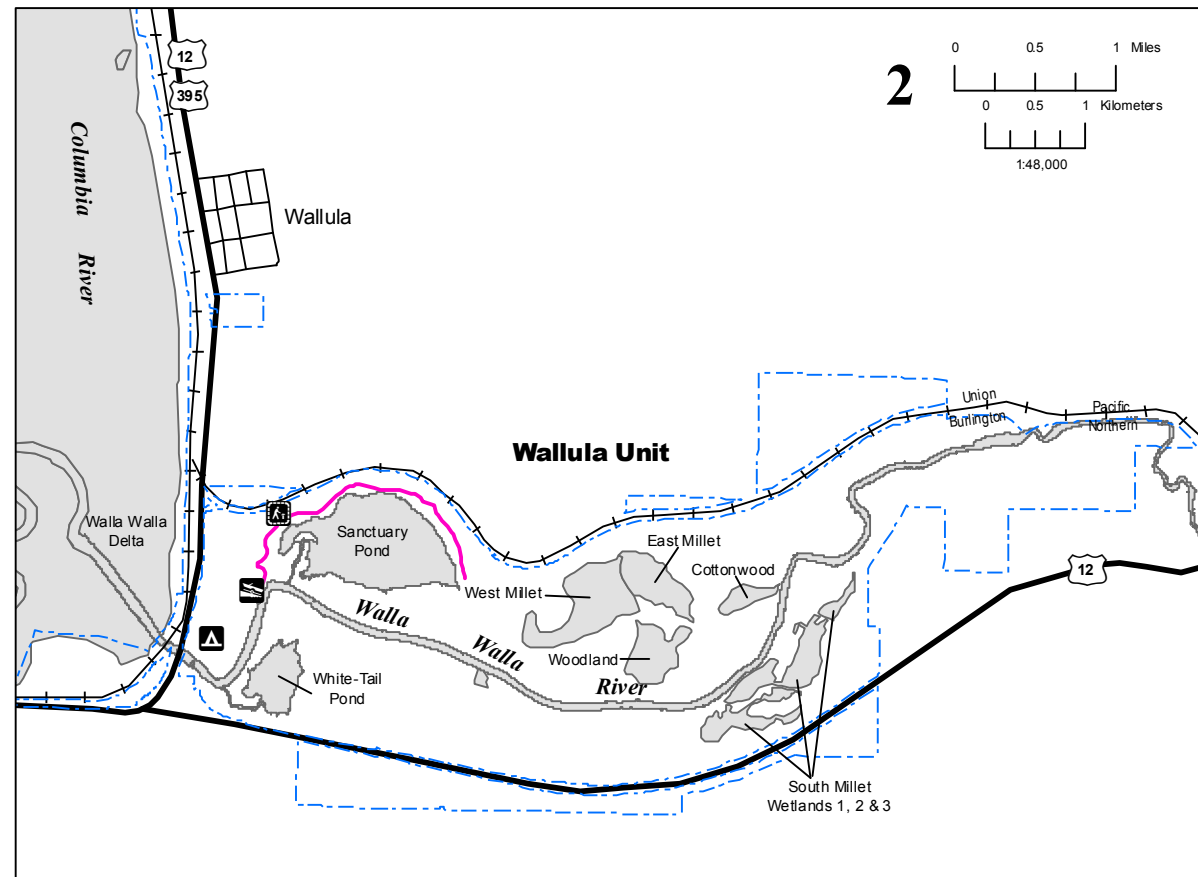 2
0 0.5 1 Miles
0 0.5 1 Kilometers
1:48,000
12
395
Columbia River
Wallula
Wallula Unit
Union Pacific
Burlington Northern
Walla Walla
Delta
Sanctuary
Pond
East Millet
Cottonwood
West Millet
12
Walla Walla River
Woodland
White-Tail
Pond
South Millet
Wetlands 1, 2 & 3